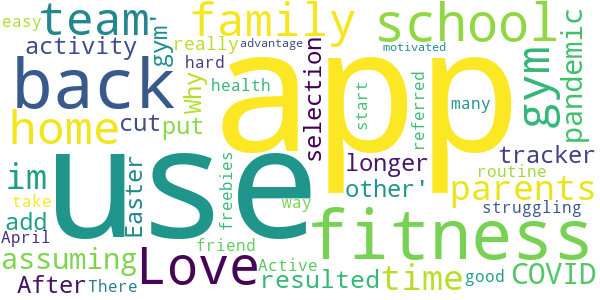 easy team' family school
activity really advantage motivated
gym' hard selection
back Why health app start referred many gym pandemic
home cut put longer tracker
im Easter use freebies way other' routine
take add parents
struggling
April assuming friend fitness
After There Love Active resulted time good COVID